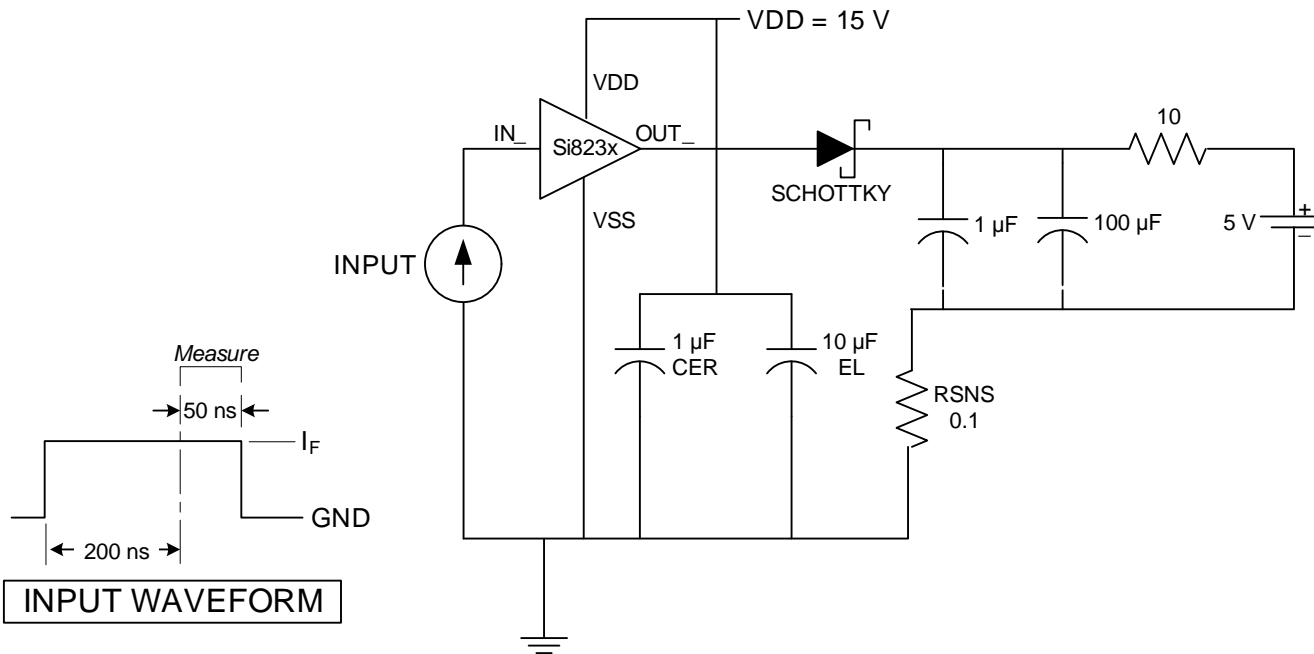 VDD = 15 V
VDD
10
IN_
Si823x
OUT_
SCHOTTKY
VSS
1 µF
100 µF
5 V
+
–
INPUT
1 µF
CER
10 µF
EL
Measure
50 ns
RSNS
0.1
IF
GND
200 ns
INPUT WAVEFORM